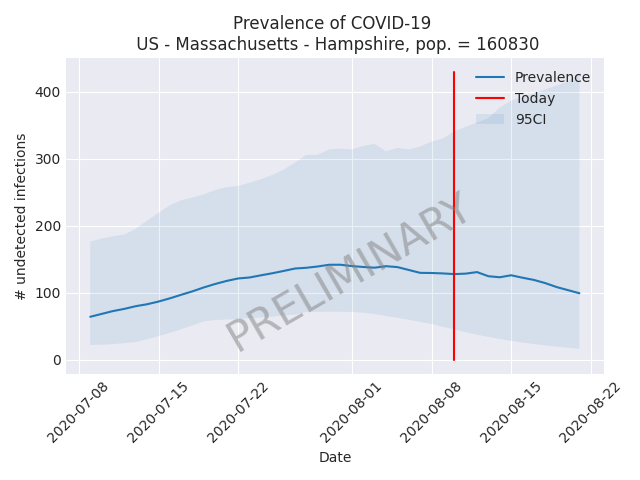 Prevalence of COVID-19
US - Massachusetts - Hampshire, pop. = 160830
# undetected infections
400
300
200
100
0
Prevalence
Today
95CI
PRELIMINARY
2020-07-08
2020-07-15
2020-07-22
2020-08-01
2020-08-08
2020-08-15
2020-08-22
Date